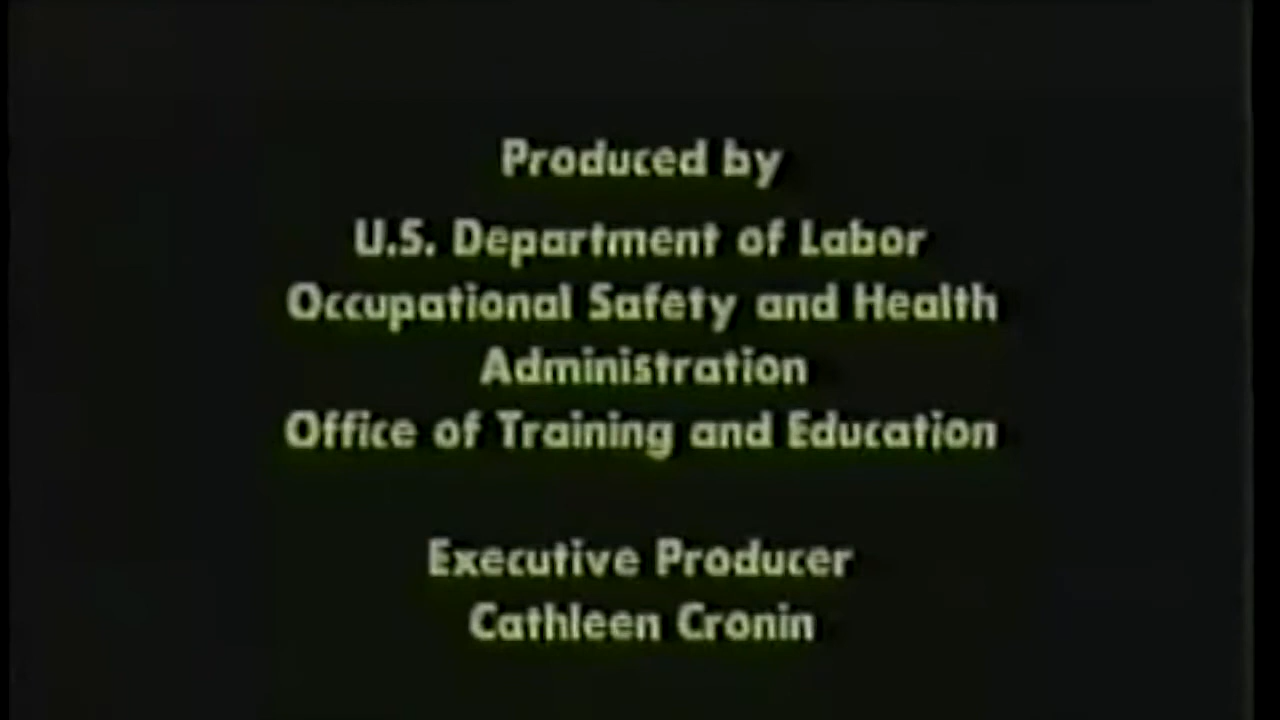 Produced by
U.S. Department of Labor
Occupational Safety and Health
Administration
Office of Training and Education
Executive Producer
Cathleen Cronin